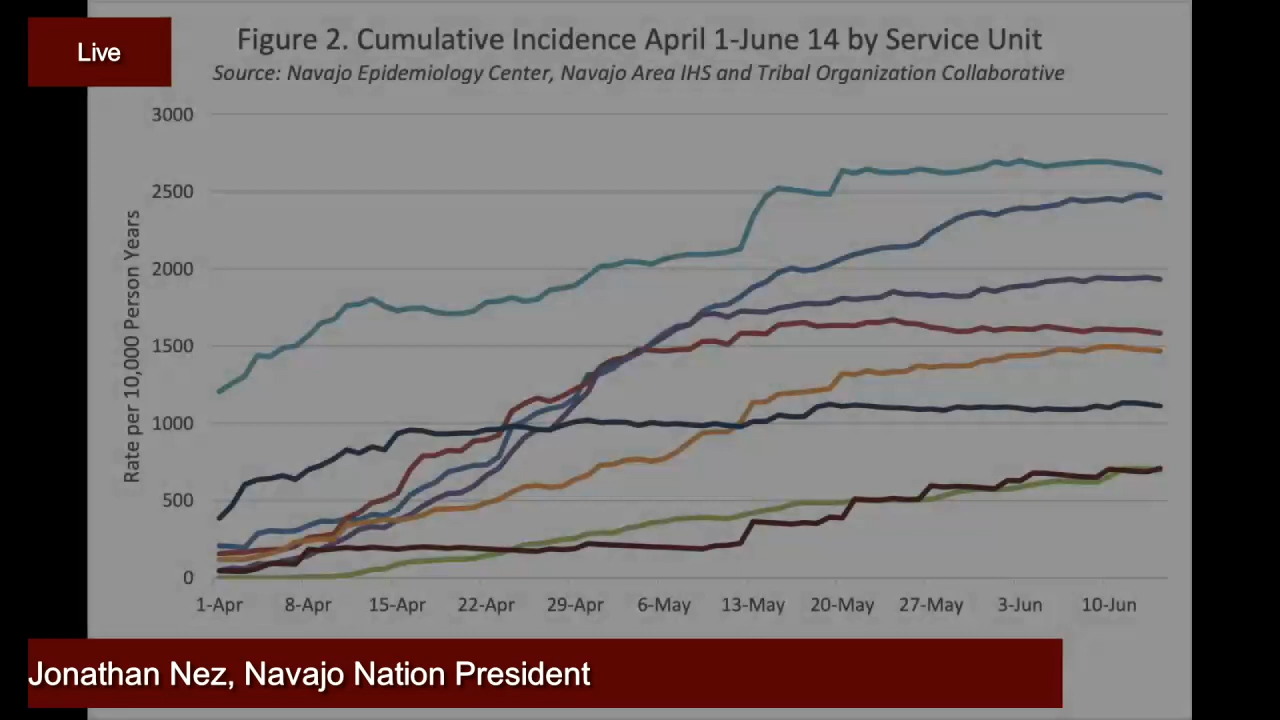 Live
Figure 2. Cumulative Incidence April 1-June 14 by Service Unit
Source: Navajo Epidemiology Center, Navajo Area IHS and Tribal Organization Collaborative
Rate per 10,000 Person Years
3000
2500
2000
1500
1000
500
0
1-Apr 8-Apr 15-Apr 22-Apr 29-Apr 6-May 13-May 20-May 27-May 3-Jun 10-Jun
Jonathan Nez, Navajo Nation President